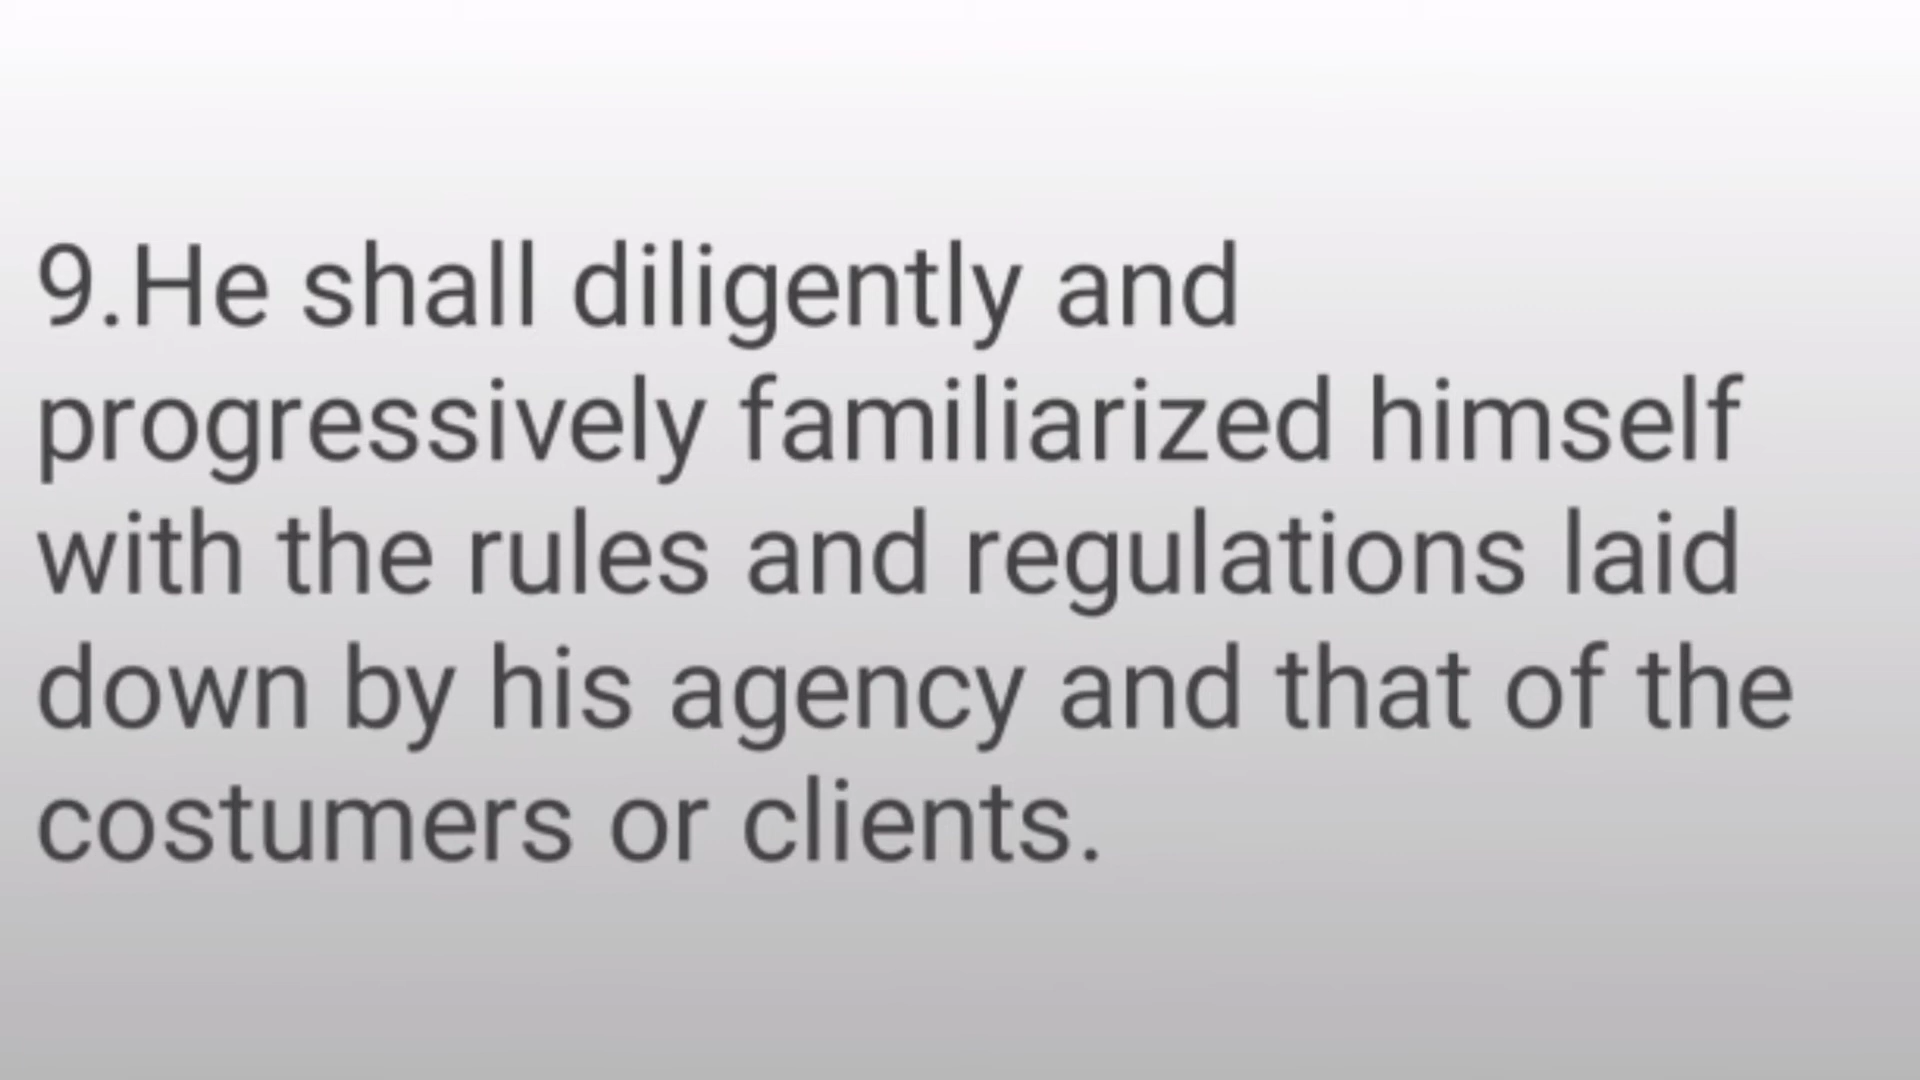 9.He shall diligently and
progressively familiarized himself
with the rules and regulations laid
down by his agency and that of the
costumers or clients.